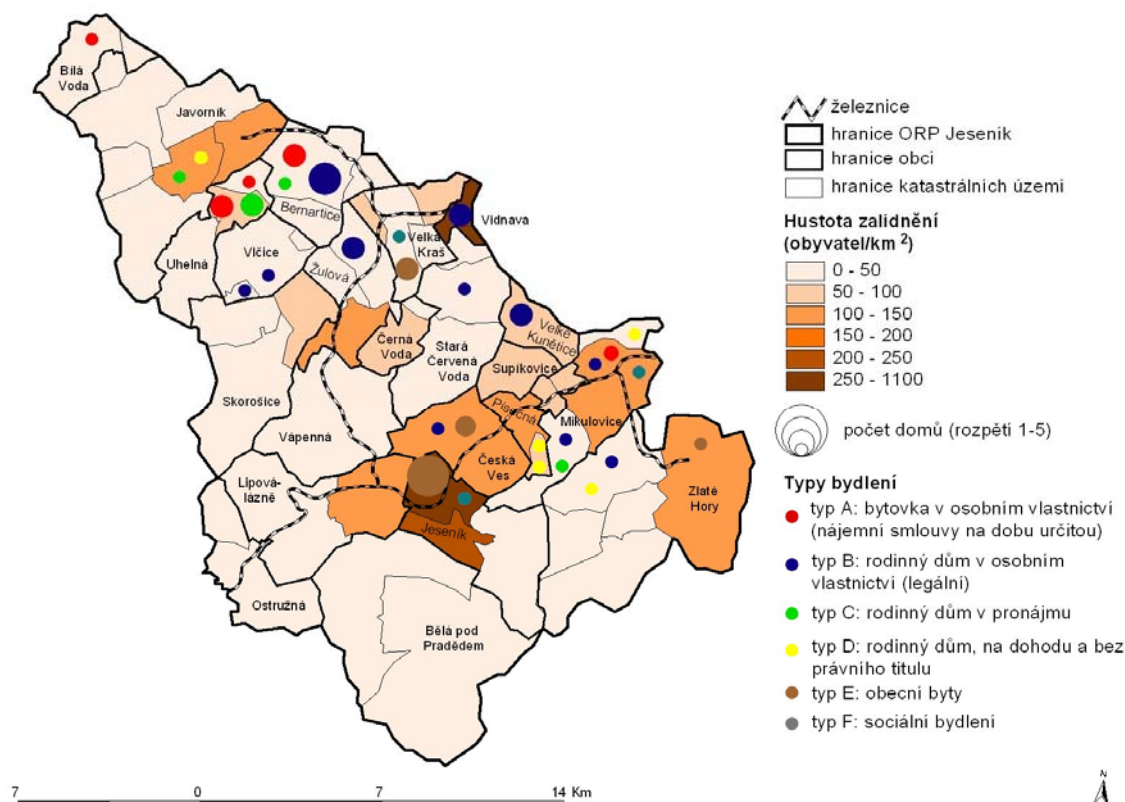 Bílá
Voda
Javorník
Bernartice
Vidnava
Velká
Kraš
Vlčice
Uhelná
Žulová
Velké
Kunětice
Černá
Voda
Stará
Červená
Voda
Supíkovice
Skorošice
Písečná
Mikulovice
Vápenná
Česká
Ves
Lipová-
lázně
Zlaté
Hory
Jeseník
Ostružná
Bělá pod
Pradědem
železnice
hranice ORP Jeseník
hranice obcí
hranice katastrálních území
Hustota zalidnění
(obyvatel/km 2)
0 - 50
50 - 100
100 - 150
150 - 200
200 - 250
250 - 1100
počet domů (rozpětí 1-5)
Typy bydlení
typ A: bytovka v osobním vlastnictví
(nájemní smlouvy na dobu určitou)
typ B: rodinný dům v osobním
vlastnictví (legální)
typ C: rodinný dům v pronájmu
typ D: rodinný dům, na dohodu a bez
právního titulu
typ E: obecní byty
typ F: sociální bydlení
7 0 7 14 Km
N